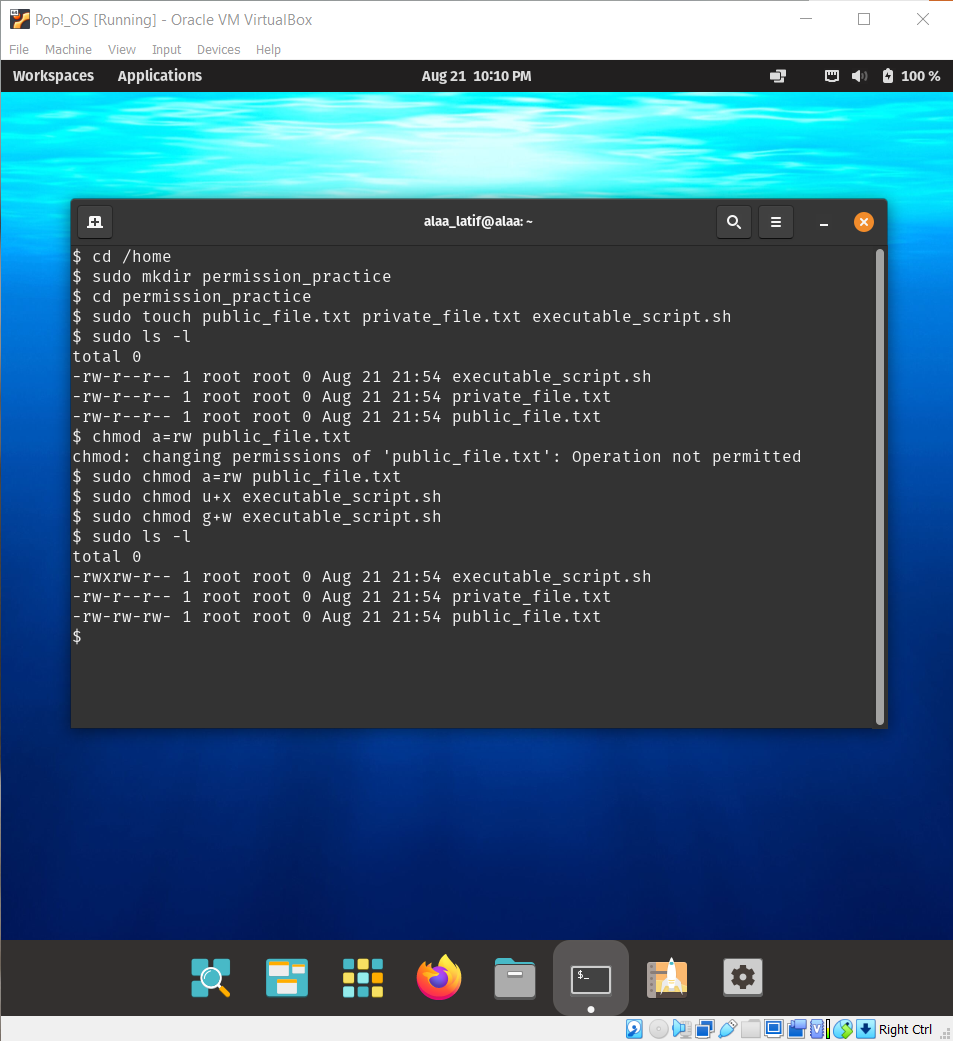 Pop!_OS [Running] - Oracle VM VirtualBox
File Machine View Input Devices Help
Workspaces Applications Aug 21 10:10 PM 100 %
alaa_latif@alaa: ~
$ cd /home
$ sudo mkdir permission_practice
$ cd permission_practice
$ sudo touch public_file.txt private_file.txt executable_script.sh
$ sudo ls -l
total 0
-rw-r--r-- 1 root root 0 Aug 21 21:54 executable_script.sh
-rw-r--r-- 1 root root 0 Aug 21 21:54 private_file.txt
-rw-r--r-- 1 root root 0 Aug 21 21:54 public_file.txt
$ chmod a=rw public_file.txt
chmod: changing permissions of 'public_file.txt': Operation not permitted
$ sudo chmod a=rw public_file.txt
$ sudo chmod u+x executable_script.sh
$ sudo chmod g+w executable_script.sh
$ sudo ls -l
total 0
-rwxrw-r-- 1 root root 0 Aug 21 21:54 executable_script.sh
-rw-r--r-- 1 root root 0 Aug 21 21:54 private_file.txt
-rw-rw-rw- 1 root root 0 Aug 21 21:54 public_file.txt
$
$_
Right Ctrl